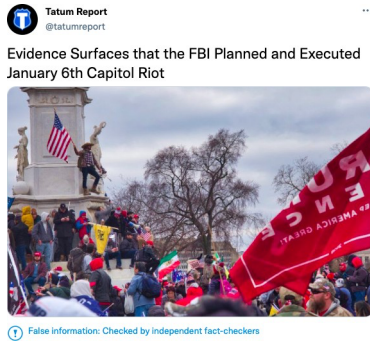 Tatum Report
@tatumreport
Evidence Surfaces that the FBI Planned and Executed
January 6th Capitol Riot
False information: Checked by independent fact-checkers